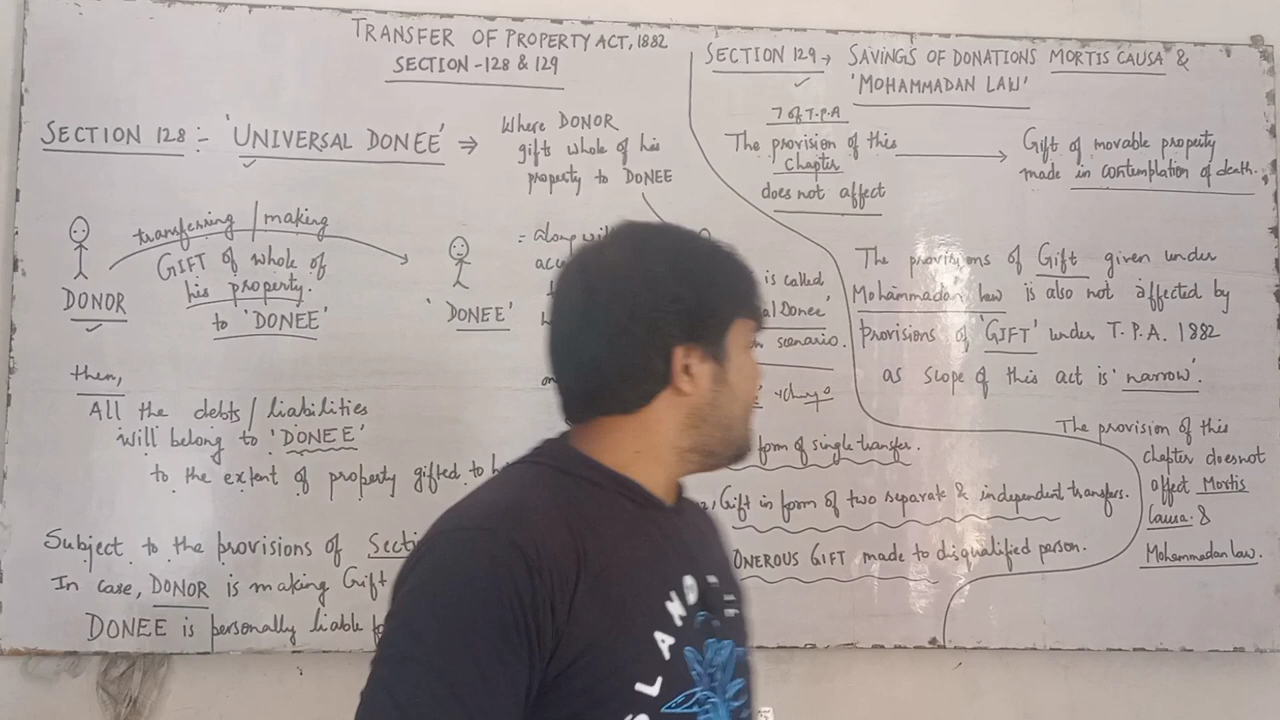 TRANSFER OF PROPERTY ACT, 1882
SECTION - 128 & 129
SECTION 128 :- 'UNIVERSAL DONEE' ⇒
Where DONOR
gifts whole of his
property to DONEE
transferring / making
GIFT of whole of
his property.
to 'DONEE'
DONOR
'DONEE'
= along
is called
Donee'
scenario.
then,
All the debts / liabilities
will belong to 'DONEE'
to the extent of property gifted to
form of single transfer.
Gift in form of two separate & independent transfers.
ONEROUS GIFT made to disqualified person.
Subject to the provisions of
In case, DONOR is making Gift
DONEE is personally liable
SECTION 129 → SAVINGS OF DONATIONS MORTIS CAUSA &
'MOHAMMADAN LAW'
7 of T.P.A
The provision of this
Chapter
does not affect
Gift of movable property
made in contemplation of death.
The provisions of Gift given under
Mohammadan law is also not affected by
provisions of 'GIFT' under T.P.A. 1882
as scope of this act is 'narrow'.
The provision of this
chapter does not
affect Mortis
Causa &
Mohammadan law.
SLAND